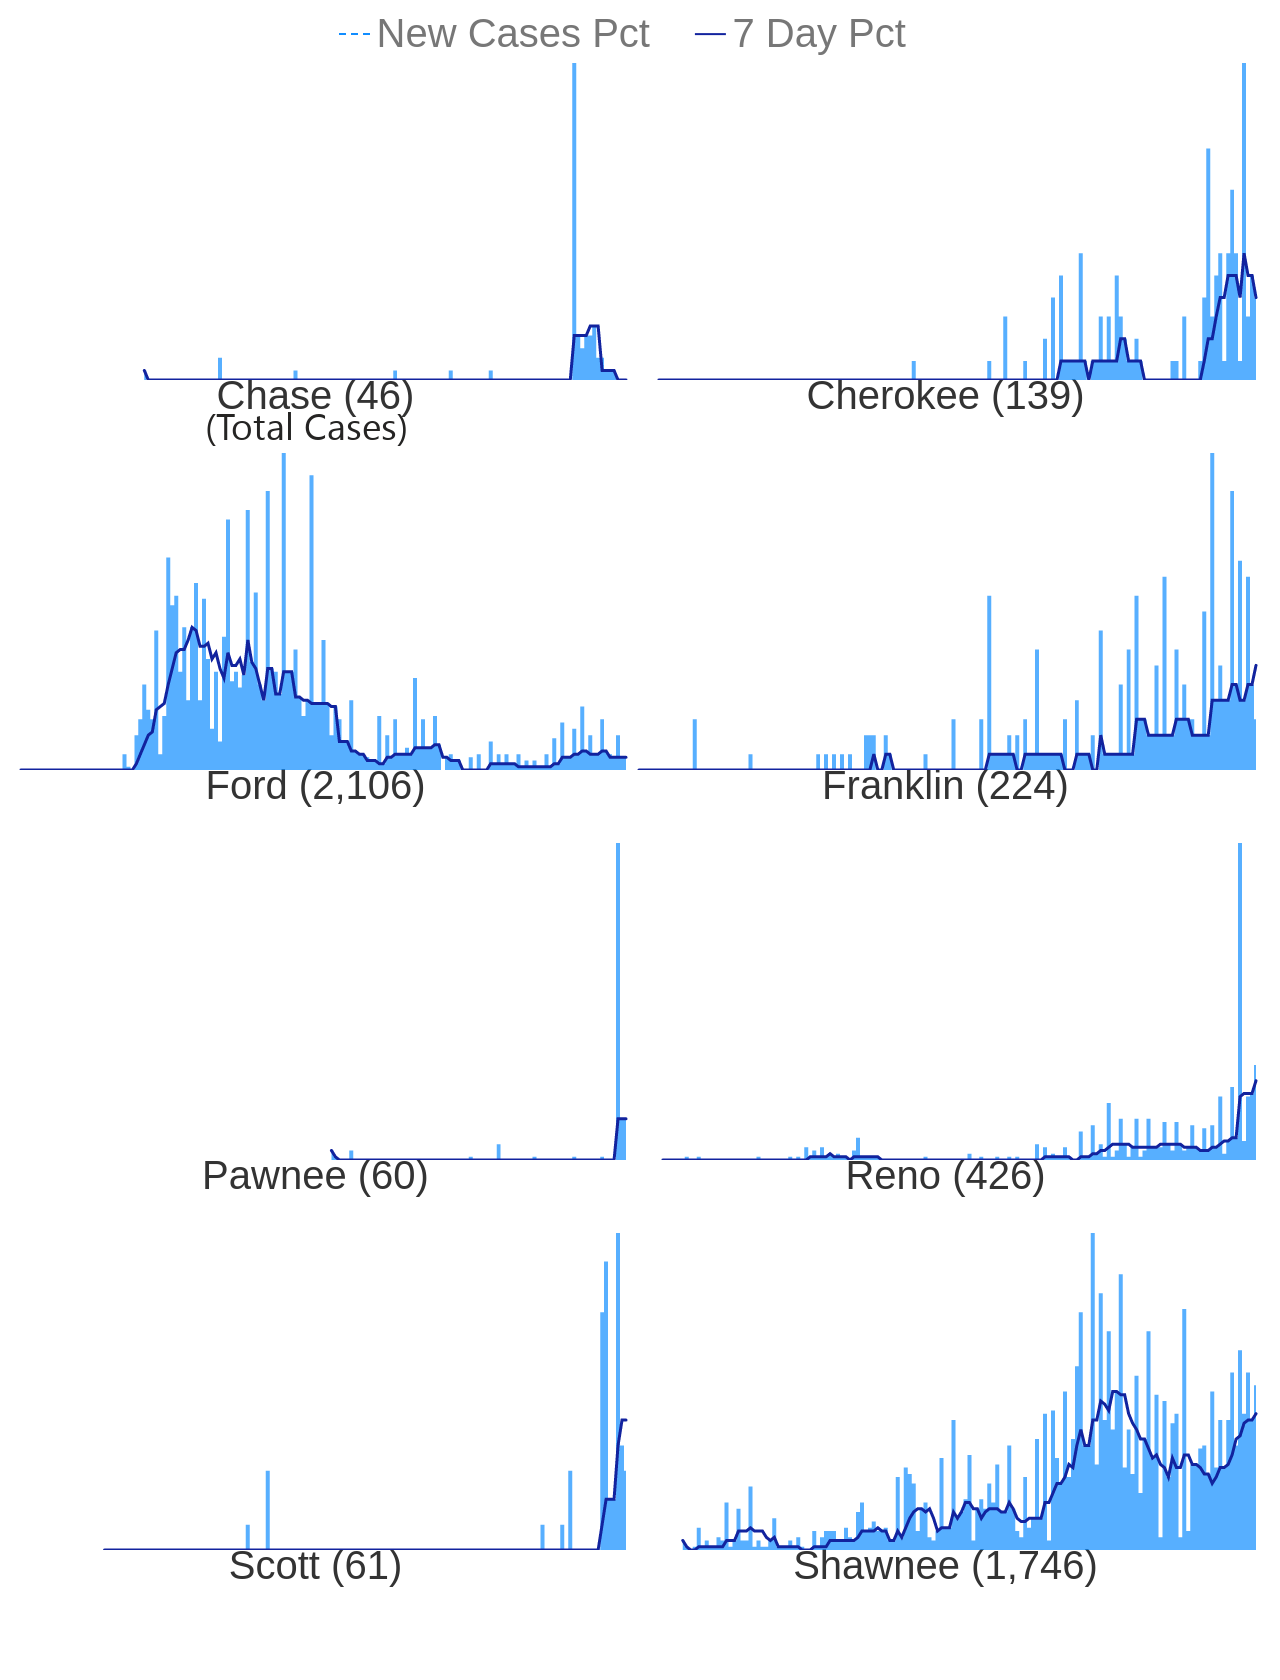 New Cases Pct 7 Day Pct
Chase (46) Cherokee (139)
(Total Cases)
Ford (2,106) Franklin (224)
Pawnee (60) Reno (426)
Scott (61) Shawnee (1,746)